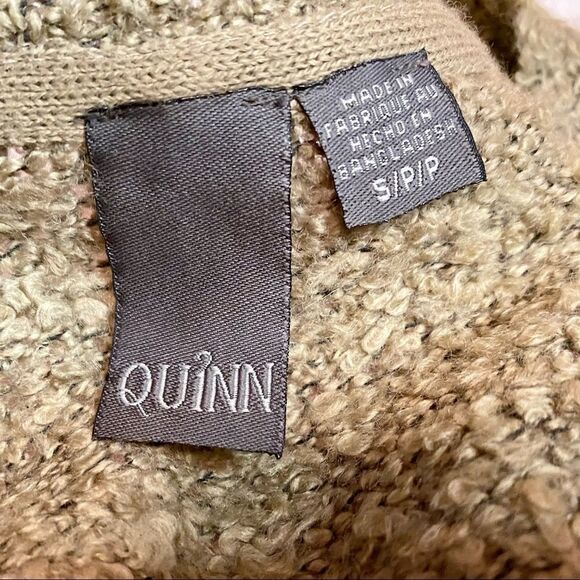 QUINN
MADE IN
FABRIQUE AU
HECHO EN
BANGLADESH
S/P/P